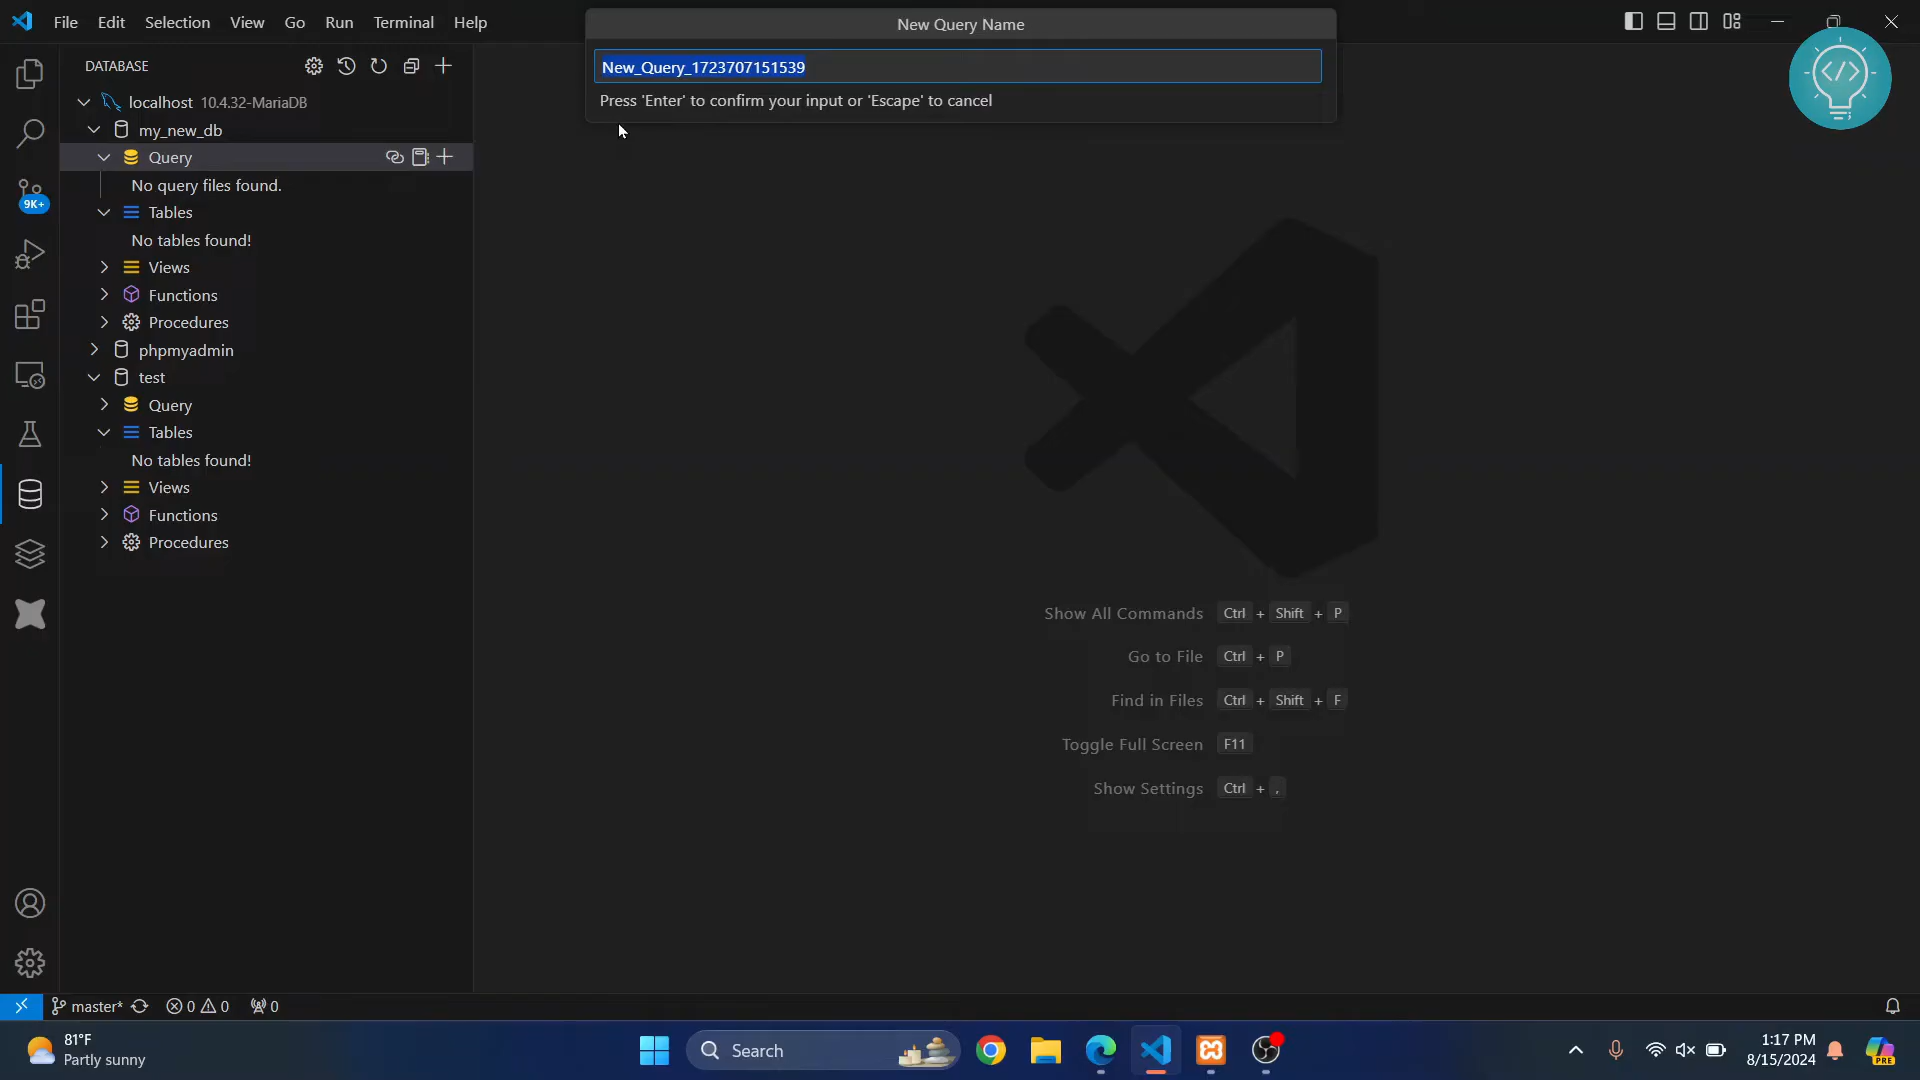 File Edit Selection View Go Run Terminal Help
New Query Name
New_Query_1723707151539
Press 'Enter' to confirm your input or 'Escape' to cancel
DATABASE
localhost 10.4.32-MariaDB
my_new_db
Query
No query files found.
Tables
No tables found!
Views
Functions
Procedures
phpmyadmin
test
Query
Tables
No tables found!
Views
Functions
Procedures
9K+
Show All Commands Ctrl + Shift + P
Go to File Ctrl + P
Find in Files Ctrl + Shift + F
Toggle Full Screen F11
Show Settings Ctrl + ,
master* 0 0 0
81°F
Partly sunny
Search
1:17 PM
8/15/2024
PRE